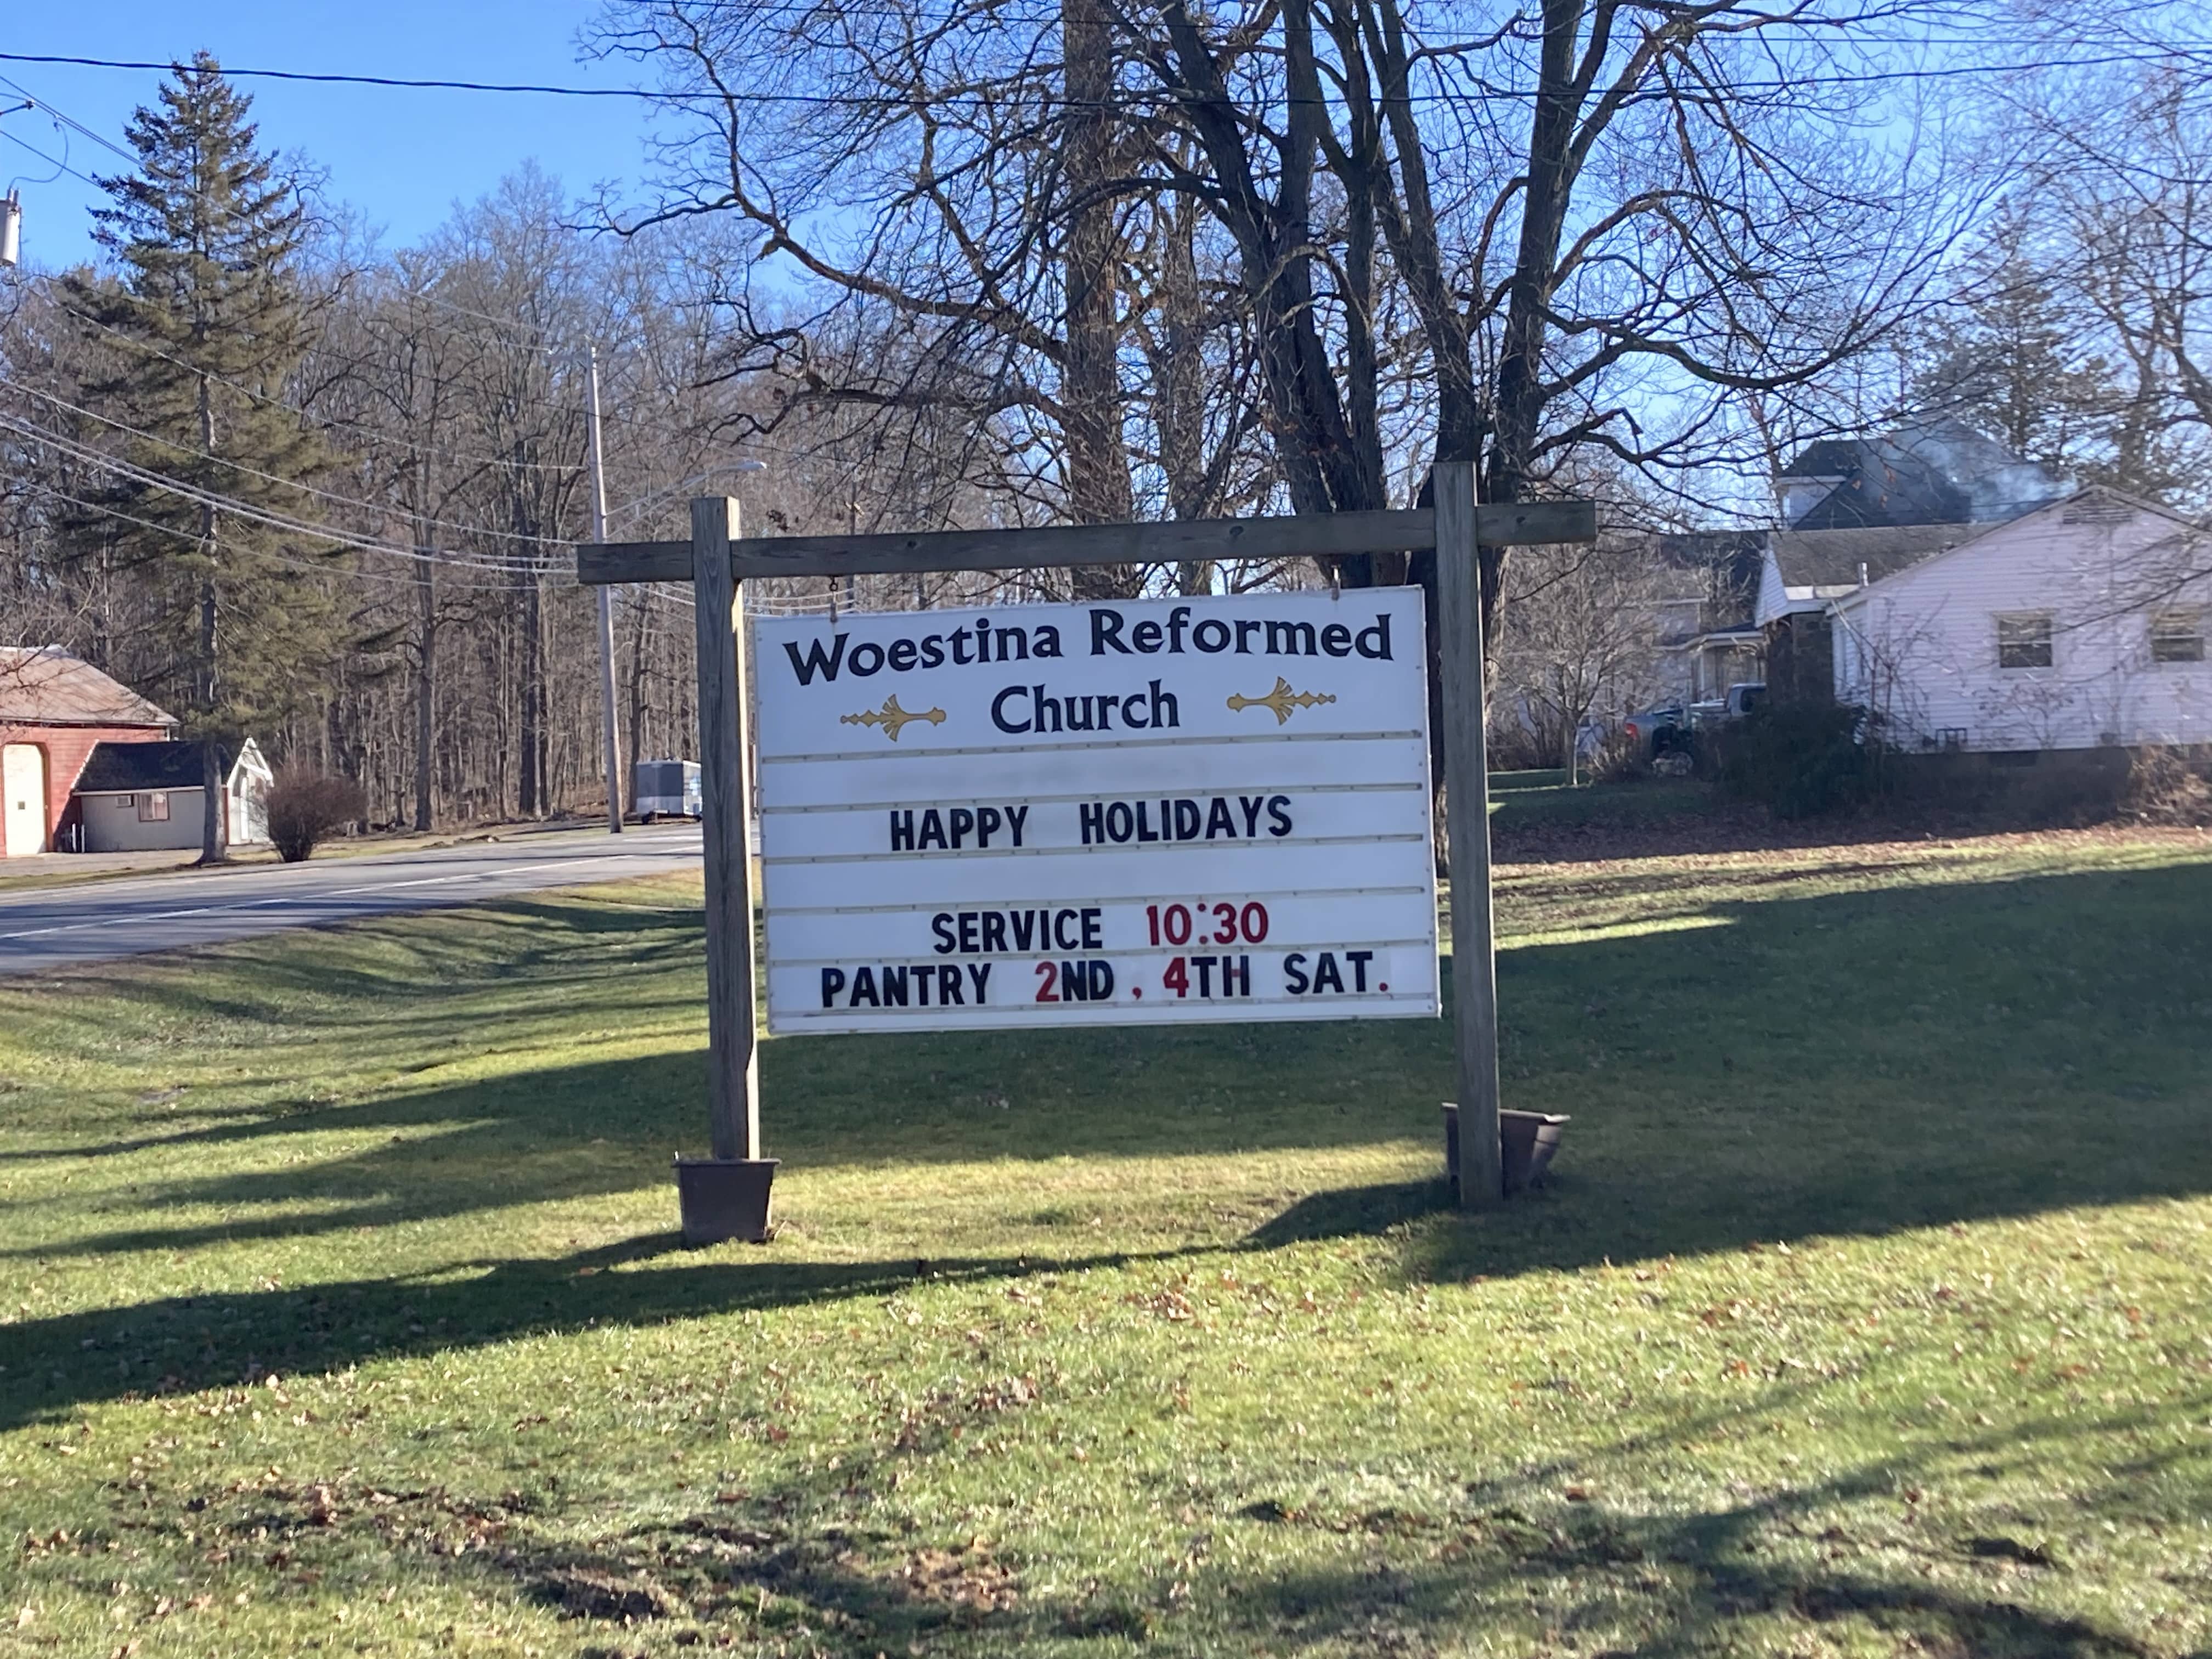 Woestina Reformed
Church
HAPPY HOLIDAYS
SERVICE 10:30
PANTRY 2ND, 4TH SAT.